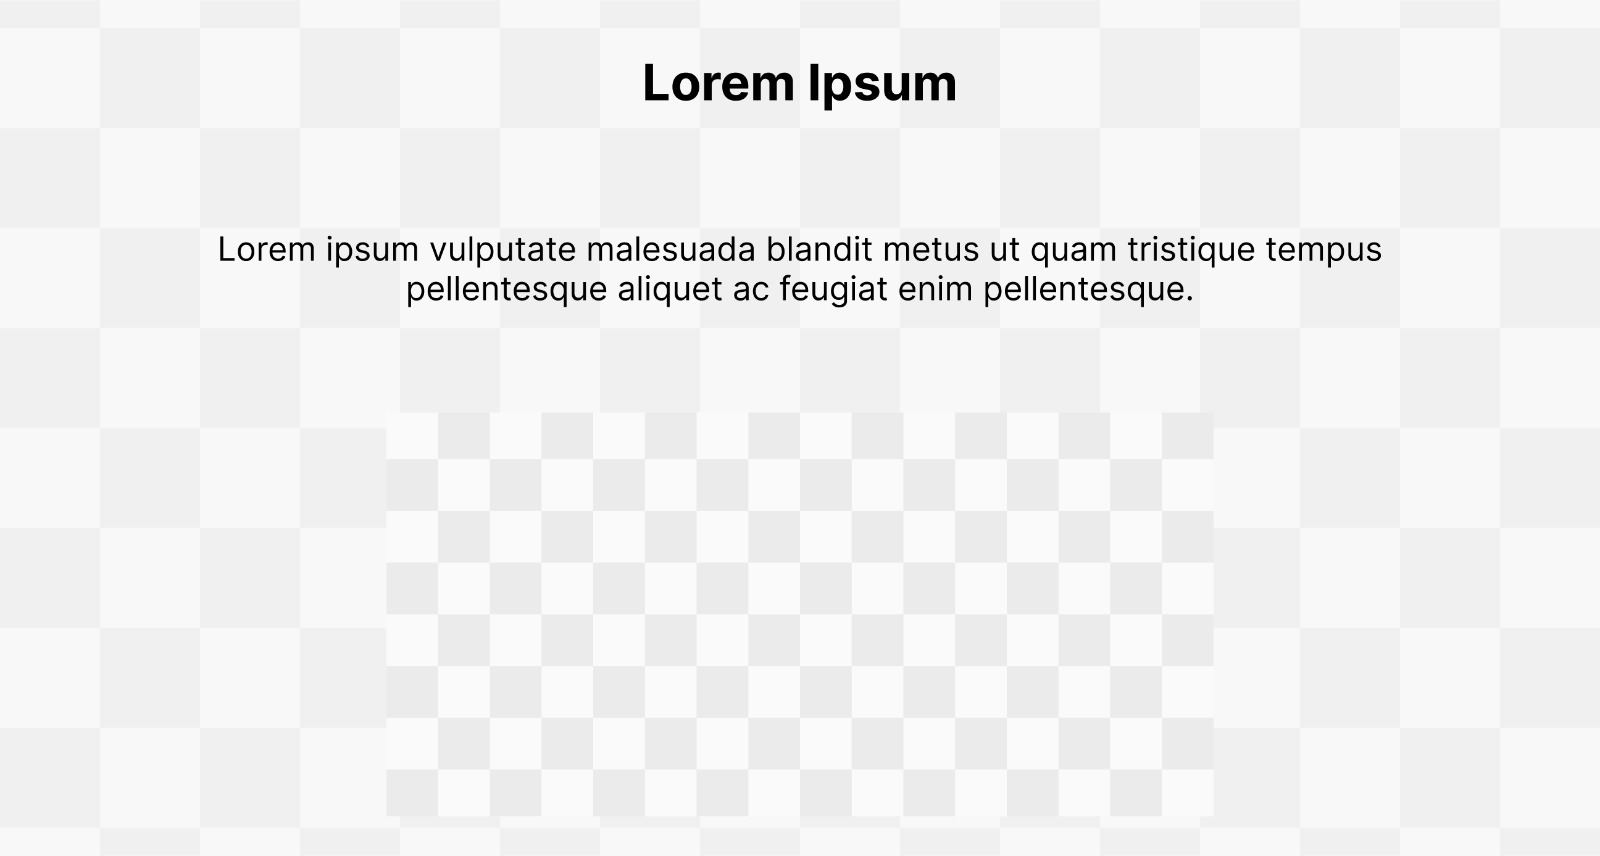 Lorem Ipsum
Lorem ipsum vulputate malesuada blandit metus ut quam tristique tempus
pellentesque aliquet ac feugiat enim pellentesque.